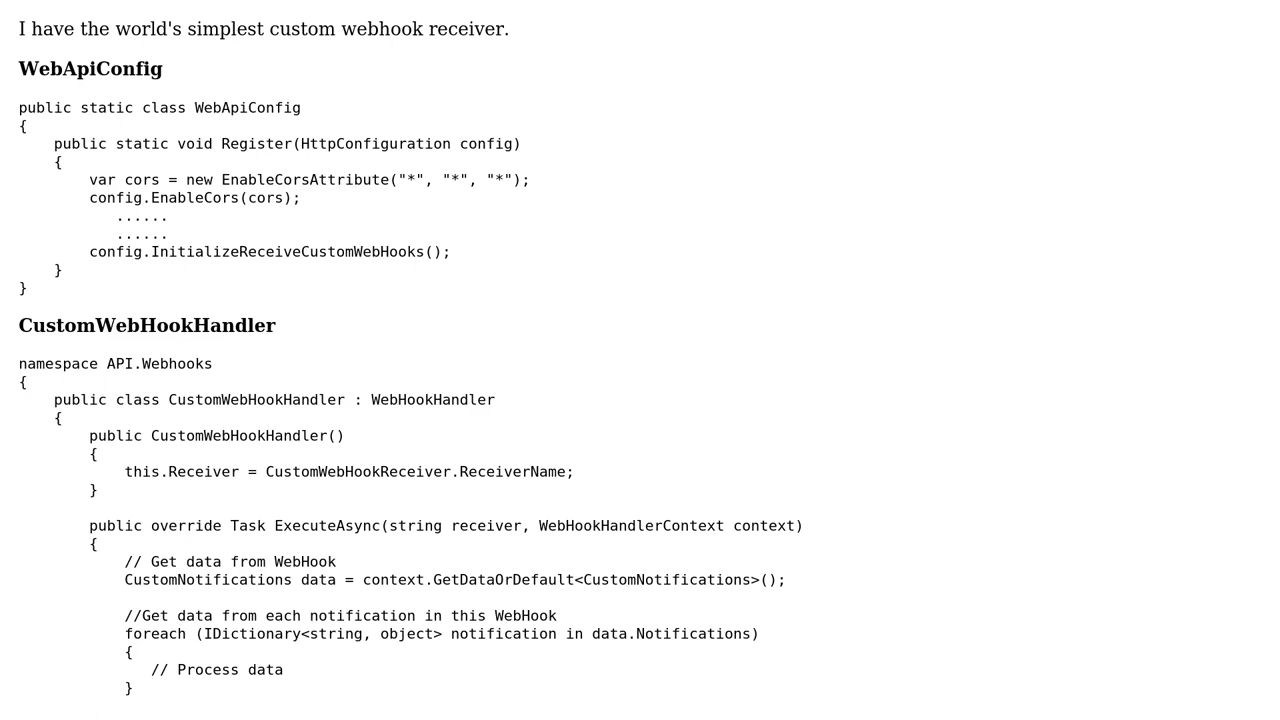 I have the world's simplest custom webhook receiver.
WebApiConfig
public static class WebApiConfig
{
    public static void Register(HttpConfiguration config)
    {
        var cors = new EnableCorsAttribute("*", "*", "*");
        config.EnableCors(cors);
           ......
           ......
        config.InitializeReceiveCustomWebHooks();
    }
}
CustomWebHookHandler
namespace API.Webhooks
{
    public class CustomWebHookHandler : WebHookHandler
    {
        public CustomWebHookHandler()
        {
            this.Receiver = CustomWebHookReceiver.ReceiverName;
        }

        public override Task ExecuteAsync(string receiver, WebHookHandlerContext context)
        {
            // Get data from WebHook
            CustomNotifications data = context.GetDataOrDefault<CustomNotifications>();

            //Get data from each notification in this WebHook
            foreach (IDictionary<string, object> notification in data.Notifications)
            {
               // Process data
            }